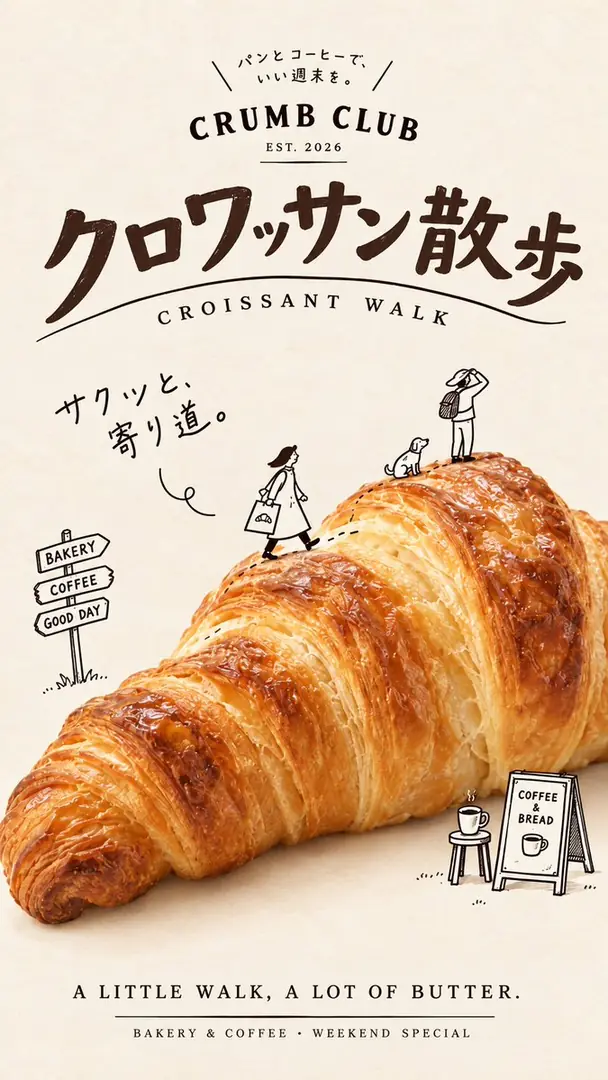 パンとコーヒーで、
いい週末を。
CRUMB CLUB
EST. 2026
クロワッサン散歩
CROISSANT WALK
サクッと、
寄り道。
BAKERY
COFFEE
GOOD DAY
COFFEE
&
BREAD
A LITTLE WALK, A LOT OF BUTTER.
BAKERY & COFFEE • WEEKEND SPECIAL